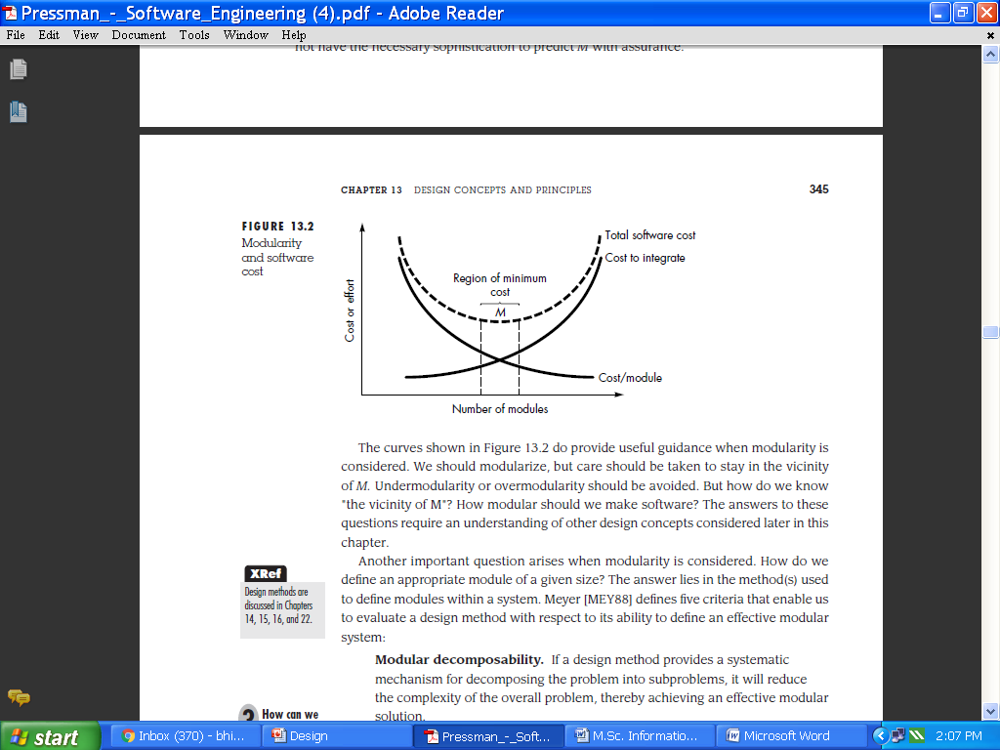 Pressman_-_Software_Engineering (4).pdf - Adobe Reader
File Edit View Document Tools Window Help
not have the necessary sophistication to predict M with assurance.
CHAPTER 13 DESIGN CONCEPTS AND PRINCIPLES 345
FIGURE 13.2
Modularity
and software
cost
Total software cost
Cost to integrate
Region of minimum
cost
M
Cost or effort
Cost/module
Number of modules
The curves shown in Figure 13.2 do provide useful guidance when modularity is
considered. We should modularize, but care should be taken to stay in the vicinity
of M. Undermodularity or overmodularity should be avoided. But how do we know
"the vicinity of M"? How modular should we make software? The answers to these
questions require an understanding of other design concepts considered later in this
chapter.
Another important question arises when modularity is considered. How do we
define an appropriate module of a given size? The answer lies in the method(s) used
to define modules within a system. Meyer [MEY88] defines five criteria that enable us
to evaluate a design method with respect to its ability to define an effective modular
system:
XRef
Design methods are
discussed in Chapters
14, 15, 16, and 22.
Modular decomposability. If a design method provides a systematic
mechanism for decomposing the problem into subproblems, it will reduce
the complexity of the overall problem, thereby achieving an effective modular
solution.
? How can we
start
Inbox (370) - bhi...
Design
Pressman_-_Soft...
M.Sc. Informatio...
Microsoft Word
2:07 PM